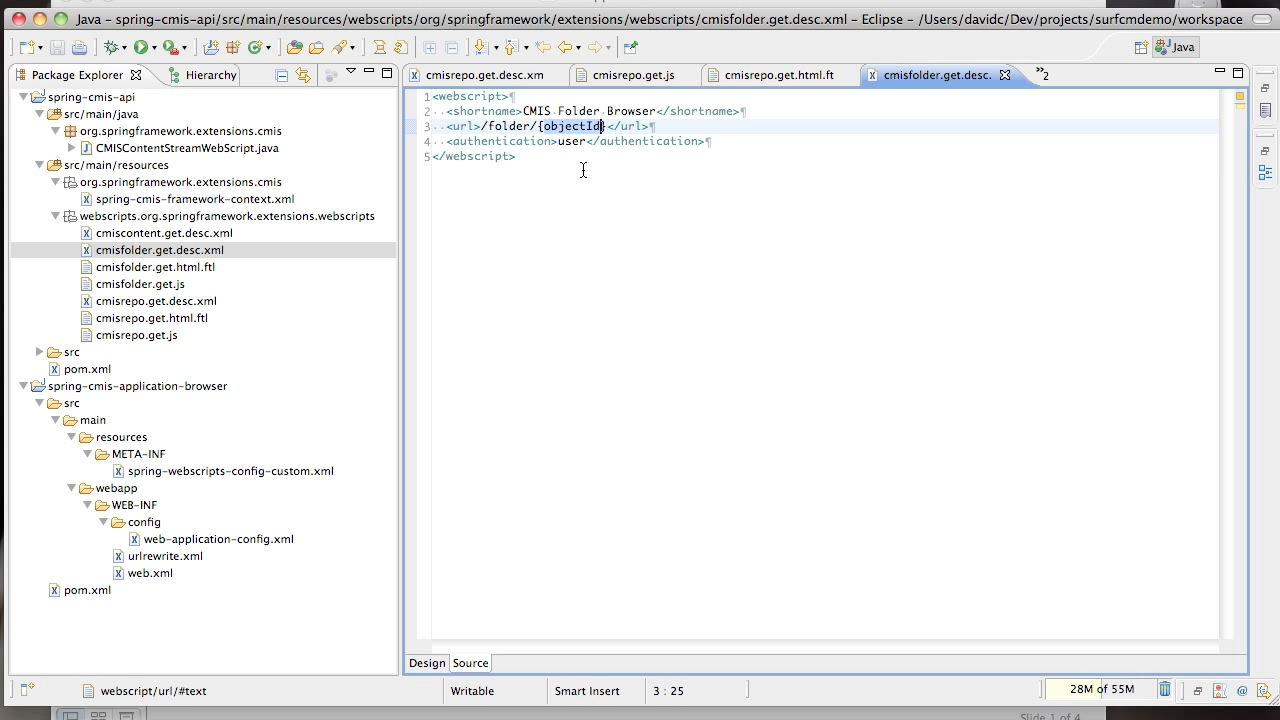 Java – spring-cmis-api/src/main/resources/webscripts/org/springframework/extensions/webscripts/cmisfolder.get.desc.xml – Eclipse – /Users/davidc/Dev/projects/surfcmdemo/workspace
Java
Package Explorer
Hierarchy
cmisrepo.get.desc.xm
cmisrepo.get.js
cmisrepo.get.html.ft
cmisfolder.get.desc.
»2
spring-cmis-api
src/main/java
org.springframework.extensions.cmis
CMISContentStreamWebScript.java
src/main/resources
org.springframework.extensions.cmis
spring-cmis-framework-context.xml
webscripts.org.springframework.extensions.webscripts
cmiscontent.get.desc.xml
cmisfolder.get.desc.xml
cmisfolder.get.html.ftl
cmisfolder.get.js
cmisrepo.get.desc.xml
cmisrepo.get.html.ftl
cmisrepo.get.js
src
pom.xml
spring-cmis-application-browser
src
main
resources
META-INF
spring-webscripts-config-custom.xml
webapp
WEB-INF
config
web-application-config.xml
urlrewrite.xml
web.xml
pom.xml
1<webscript>¶
2··<shortname>CMIS·Folder·Browser</shortname>¶
3··<url>/folder/{objectId}</url>¶
4··<authentication>user</authentication>¶
5</webscript>
Design
Source
webscript/url/#text
Writable
Smart Insert
3 : 25
28M of 55M
Slide 1 of 4